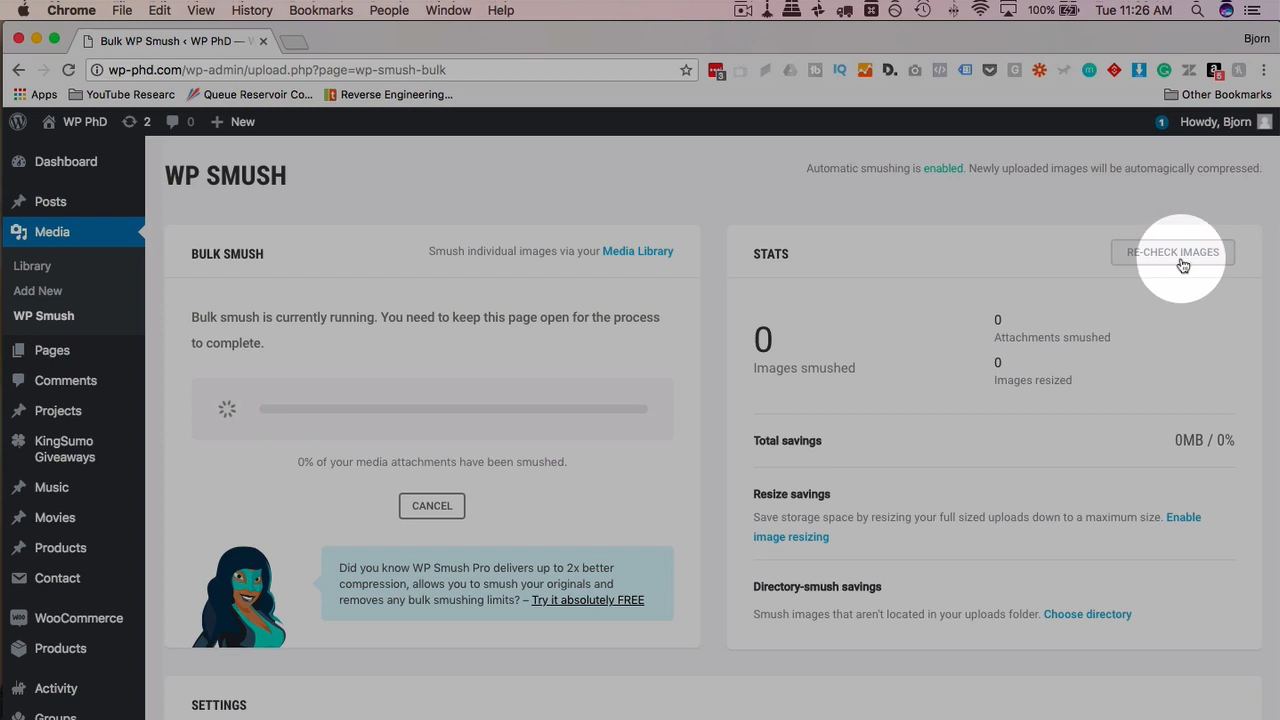 Chrome File Edit View History Bookmarks People Window Help 100% Tue 11:26 AM
Bulk WP Smush ‹ WP PhD — Bjorn
wp-phd.com/wp-admin/upload.php?page=wp-smush-bulk
Apps YouTube Researc Queue Reservoir Co... Reverse Engineering... Other Bookmarks
WP PhD 2 0 New 1 Howdy, Bjorn
Dashboard
Posts
Media
Library
Add New
WP Smush
Pages
Comments
Projects
KingSumo
Giveaways
Music
Movies
Products
Contact
WooCommerce
Products
Activity
Groups
WP SMUSH
Automatic smushing is enabled. Newly uploaded images will be automagically compressed.
BULK SMUSH
Smush individual images via your Media Library
Bulk smush is currently running. You need to keep this page open for the process
to complete.
0% of your media attachments have been smushed.
CANCEL
Did you know WP Smush Pro delivers up to 2x better
compression, allows you to smush your originals and
removes any bulk smushing limits? – Try it absolutely FREE
STATS
RE-CHECK IMAGES
0
Images smushed
0
Attachments smushed
0
Images resized
Total savings 0MB / 0%
Resize savings
Save storage space by resizing your full sized uploads down to a maximum size. Enable
image resizing
Directory-smush savings
Smush images that aren't located in your uploads folder. Choose directory
SETTINGS